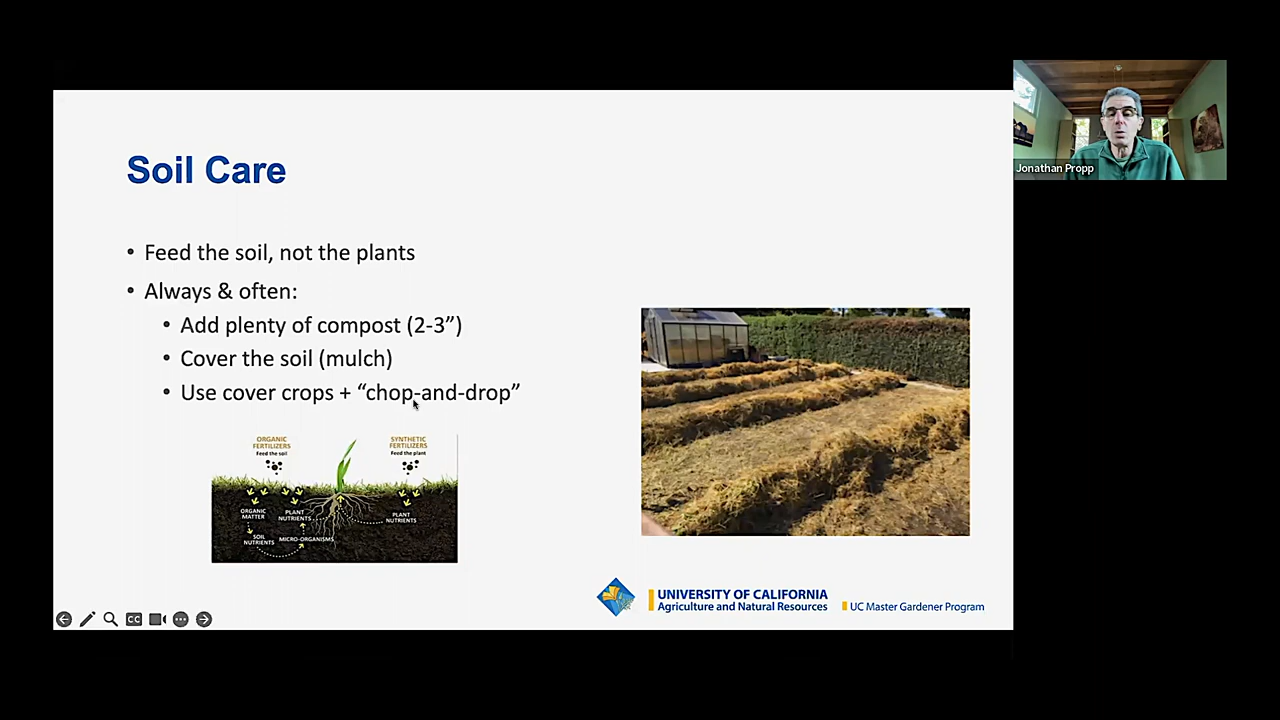 Soil Care
• Feed the soil, not the plants
• Always & often:
• Add plenty of compost (2-3”)
• Cover the soil (mulch)
• Use cover crops + “chop-and-drop”
ORGANIC
FERTILIZERS
Feed the soil
SYNTHETIC
FERTILIZERS
Feed the plant
ORGANIC
MATTER
PLANT
NUTRIENTS
PLANT
NUTRIENTS
SOIL
NUTRIENTS
MICRO-ORGANISMS
UNIVERSITY OF CALIFORNIA
Agriculture and Natural Resources
UC Master Gardener Program
CC
Jonathan Propp